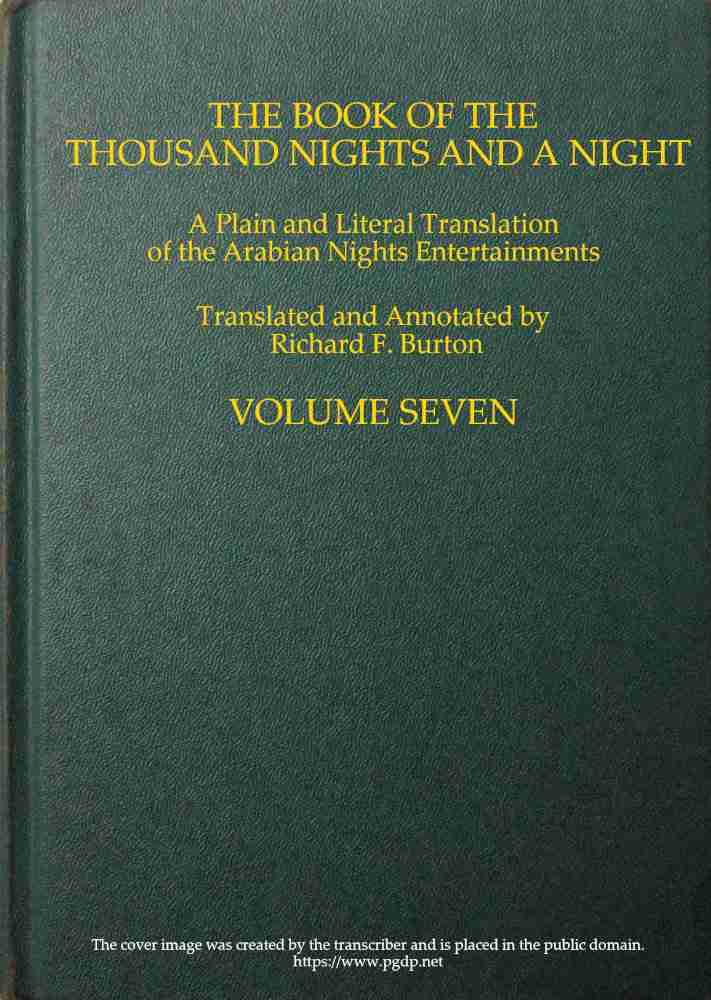 THE BOOK OF THE
THOUSAND NIGHTS AND A NIGHT
A Plain and Literal Translation
of the Arabian Nights Entertainments
Translated and Annotated by
Richard F. Burton
VOLUME SEVEN
The cover image was created by the transcriber and is placed in the public domain.
https://www.pgdp.net